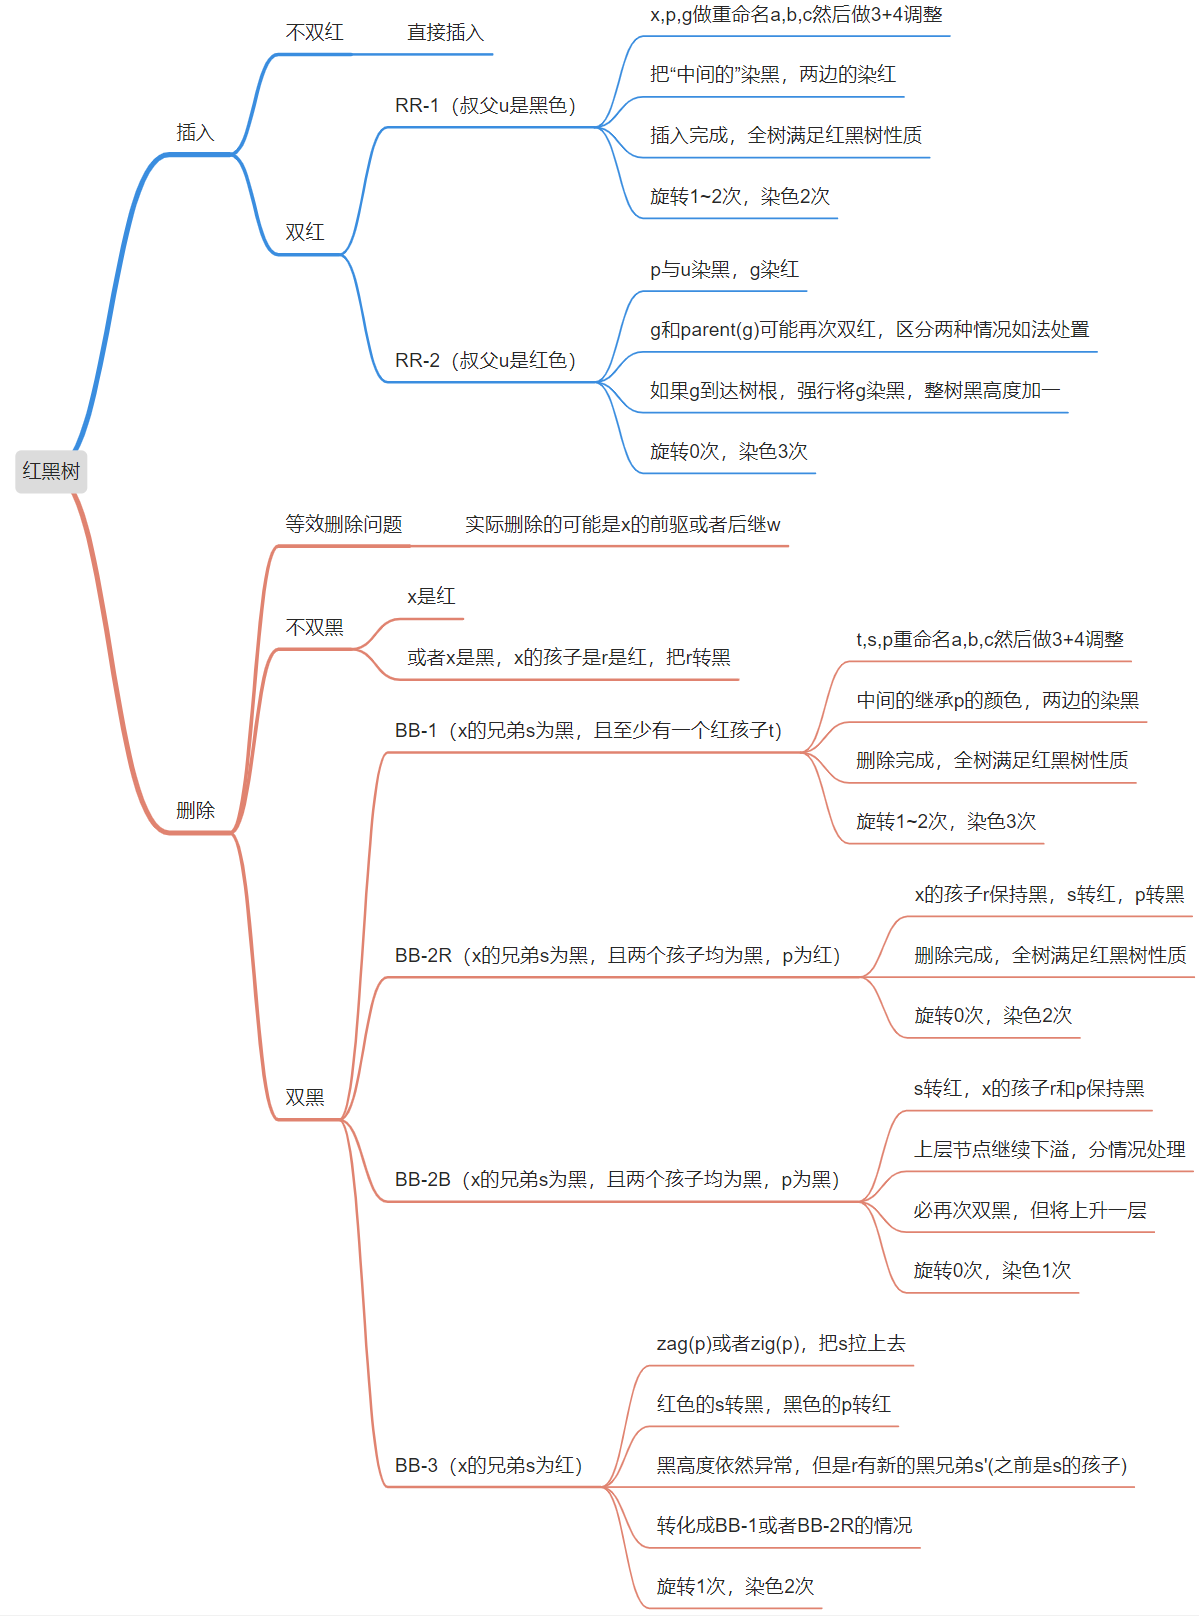 红黑树
插入
不双红
直接插入
双红
RR-1（叔父u是黑色）
x,p,g做重命名a,b,c然后做3+4调整
把“中间的”染黑，两边的染红
插入完成，全树满足红黑树性质
旋转1~2次，染色2次
RR-2（叔父u是红色）
p与u染黑，g染红
g和parent(g)可能再次双红，区分两种情况如法处置
如果g到达树根，强行将g染黑，整树黑高度加一
旋转0次，染色3次
删除
等效删除问题
实际删除的可能是x的前驱或者后继w
不双黑
x是红
或者x是黑，x的孩子是r是红，把r转黑
双黑
BB-1（x的兄弟s为黑，且至少有一个红孩子t）
t,s,p重命名a,b,c然后做3+4调整
中间的继承p的颜色，两边的染黑
删除完成，全树满足红黑树性质
旋转1~2次，染色3次
BB-2R（x的兄弟s为黑，且两个孩子均为黑，p为红）
x的孩子r保持黑，s转红，p转黑
删除完成，全树满足红黑树性质
旋转0次，染色2次
BB-2B（x的兄弟s为黑，且两个孩子均为黑，p为黑）
s转红，x的孩子r和p保持黑
上层节点继续下溢，分情况处理
必再次双黑，但将上升一层
旋转0次，染色1次
BB-3（x的兄弟s为红）
zag(p)或者zig(p)，把s拉上去
红色的s转黑，黑色的p转红
黑高度依然异常，但是r有新的黑兄弟s'(之前是s的孩子)
转化成BB-1或者BB-2R的情况
旋转1次，染色2次